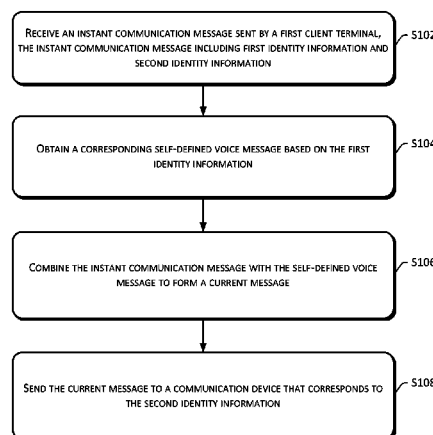 RECEIVE AN INSTANT COMMUNICATION MESSAGE SENT BY A FIRST CLIENT TERMINAL,
THE INSTANT COMMUNICATION MESSAGE INCLUDING FIRST IDENTITY INFORMATION AND
SECOND IDENTITY INFORMATION
S102
OBTAIN A CORRESPONDING SELF-DEFINED VOICE MESSAGE BASED ON THE FIRST
IDENTITY INFORMATION
S104
COMBINE THE INSTANT COMMUNICATION MESSAGE WITH THE SELF-DEFINED VOICE
MESSAGE TO FORM A CURRENT MESSAGE
S106
SEND THE CURRENT MESSAGE TO A COMMUNICATION DEVICE THAT CORRESPONDS TO
THE SECOND IDENTITY INFORMATION
S108